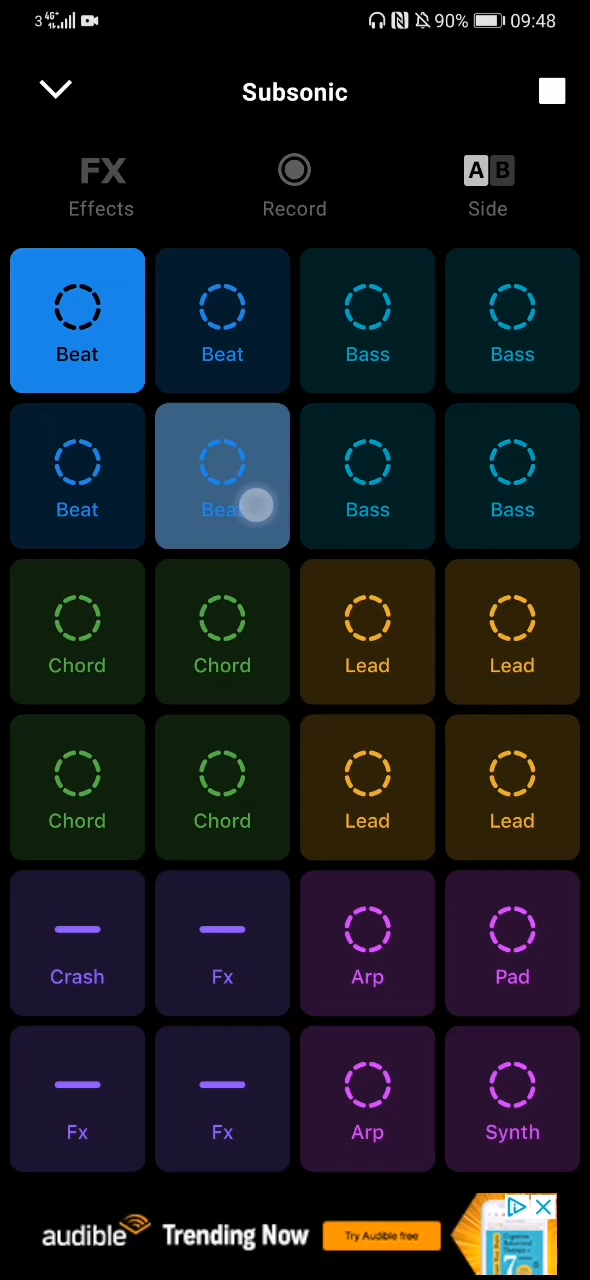 3 4G+ 90% 09:48
Subsonic
FX A B
Effects Record Side
Beat Beat Bass Bass
Beat Beat Bass Bass
Chord Chord Lead Lead
Chord Chord Lead Lead
Crash Fx Arp Pad
Fx Fx Arp Synth
audible Trending Now Try Audible free